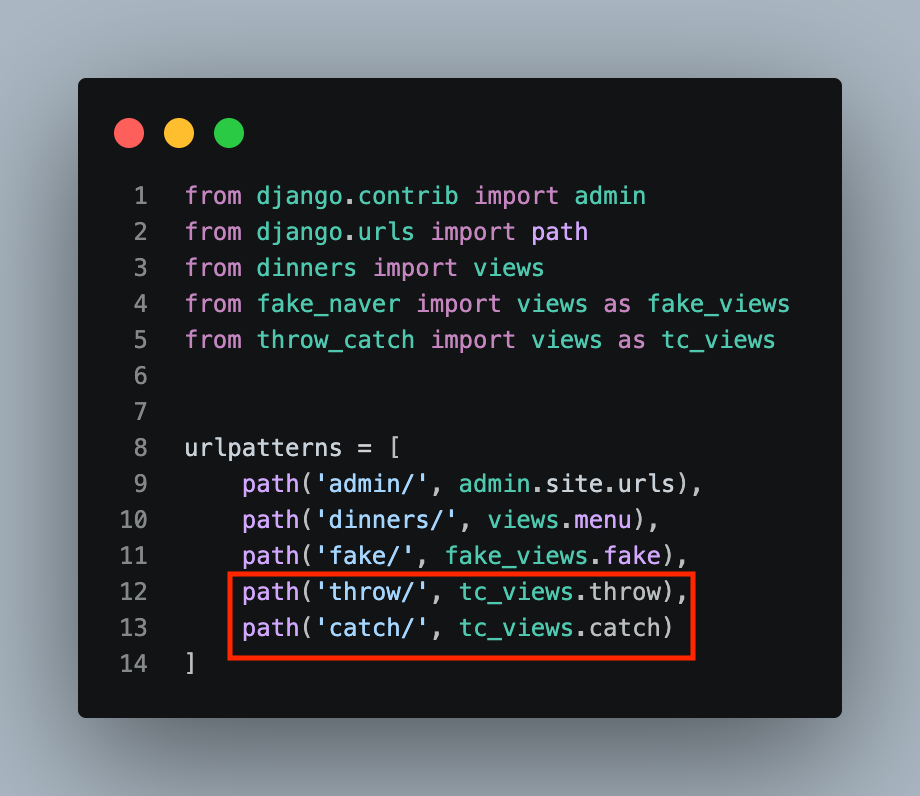 1 from django.contrib import admin
2 from django.urls import path
3 from dinners import views
4 from fake_naver import views as fake_views
5 from throw_catch import views as tc_views
6
7
8 urlpatterns = [
9     path('admin/', admin.site.urls),
10     path('dinners/', views.menu),
11     path('fake/', fake_views.fake),
12     path('throw/', tc_views.throw),
13     path('catch/', tc_views.catch)
14 ]